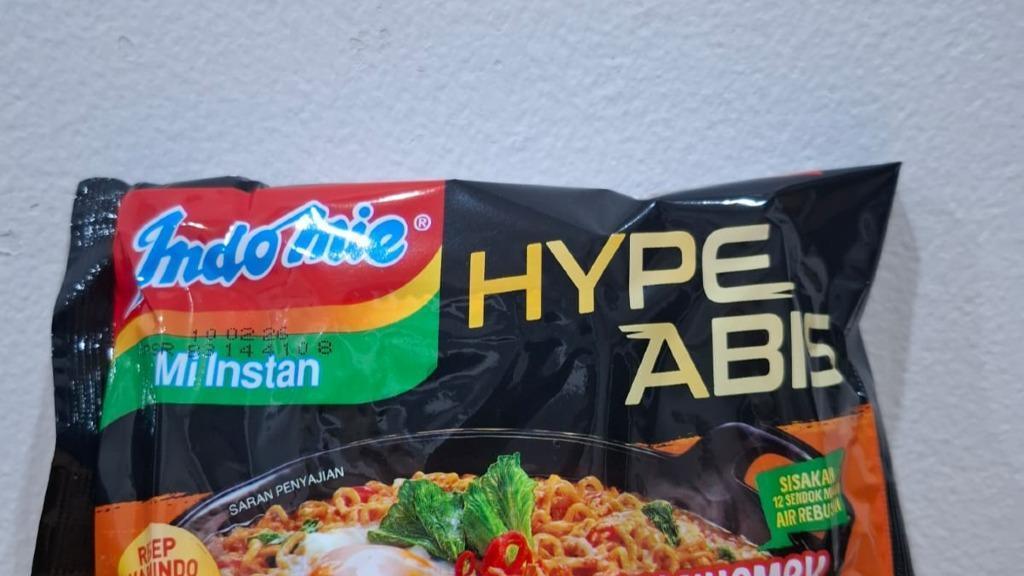 Indomie®
HYPE
ABIS
10 02 26
Mi Instan
SARAN PENYAJIAN
SISAKAN
12 SENDOK
AIR REBUSAN